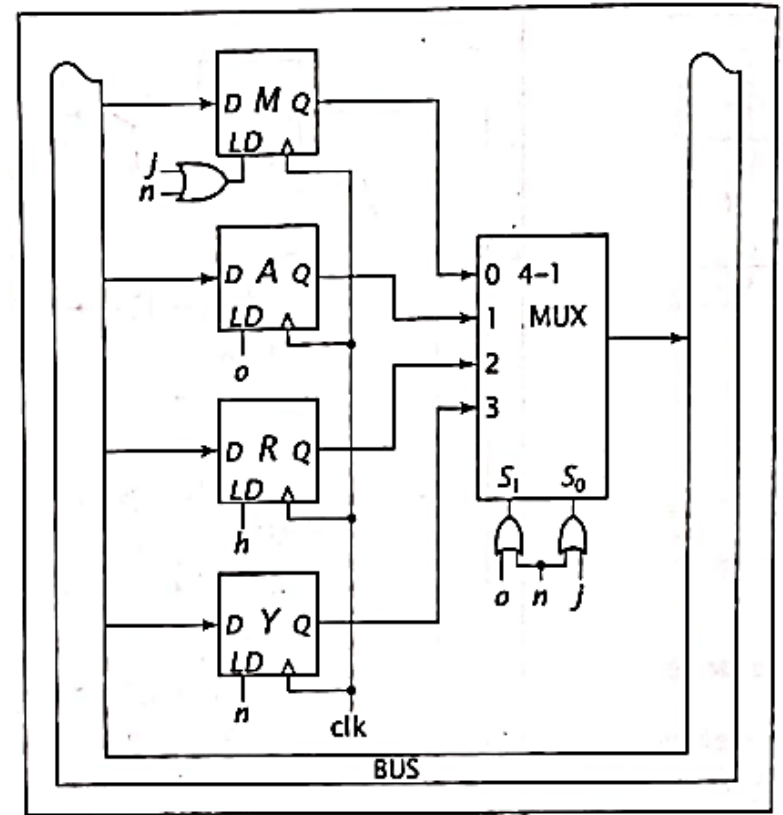 D M Q
LD
j
n
D A Q
LD
o
D R Q
LD
h
D Y Q
LD
n
clk
0 4-1
1 MUX
2
3
S₁ S₀
o n j
BUS